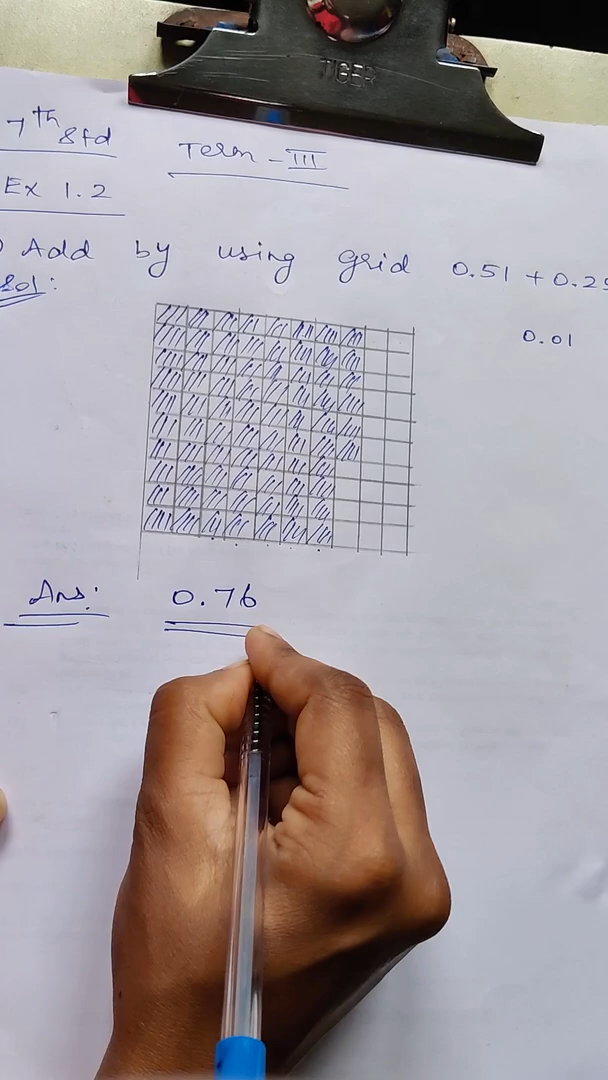 TIGER
7th Std Term - III
Ex 1.2
Add by using grid 0.51 + 0.25
Sol:
0.01
Ans: 0.76